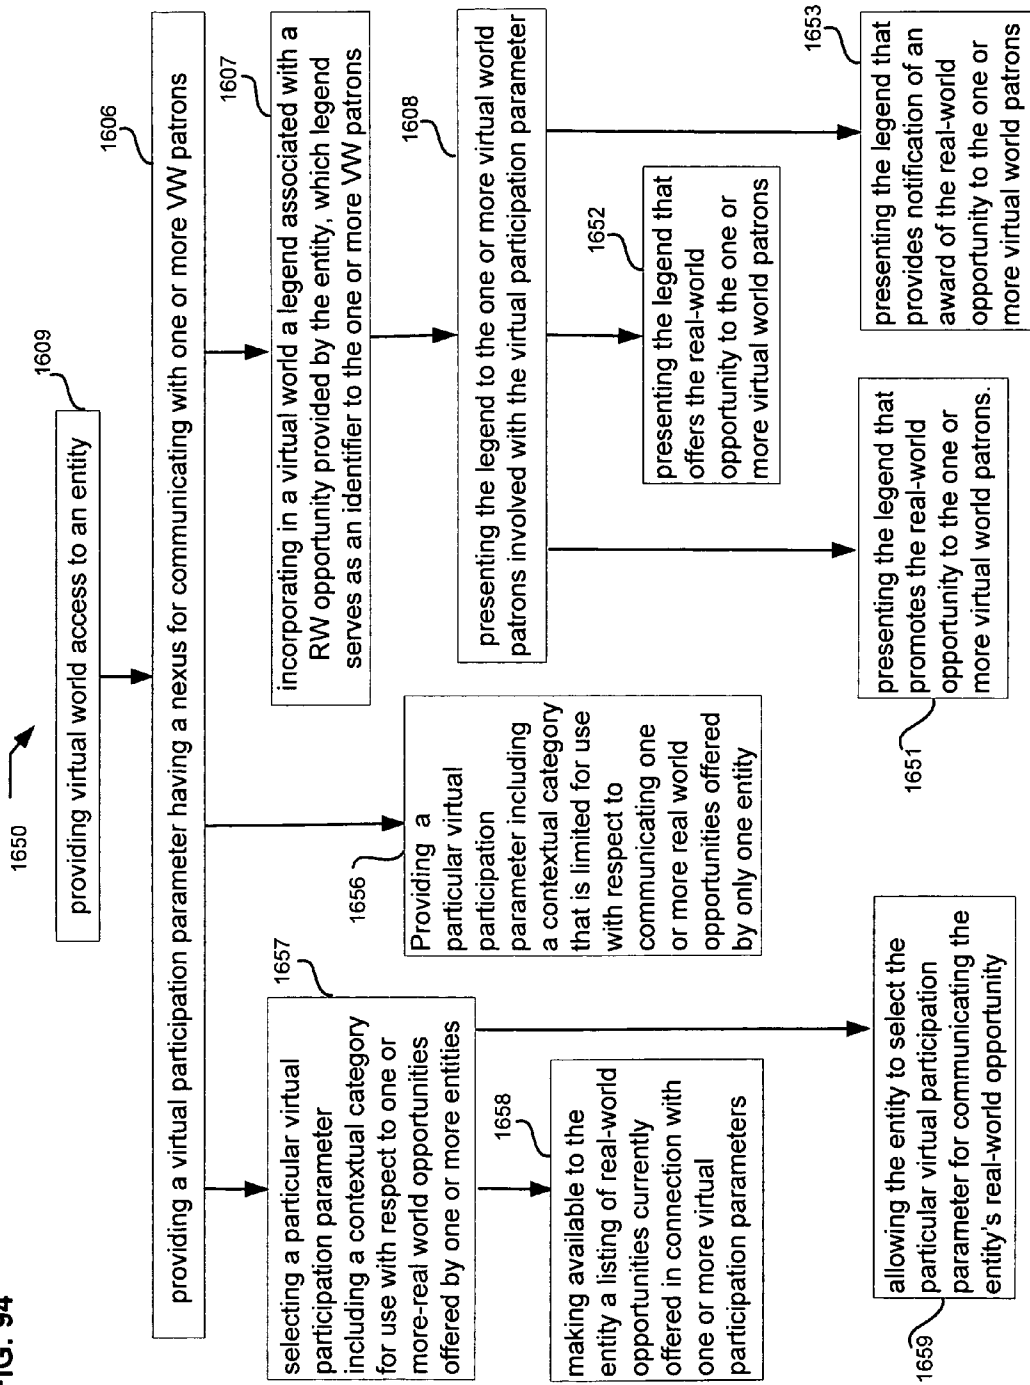 1650
providing virtual world access to an entity
1609
providing a virtual participation parameter having a nexus for communicating with one or more VW patrons
1606
selecting a particular virtual
participation parameter
including a contextual category
for use with respect to one or
more-real world opportunities
offered by one or more entities
1657
Providing a
particular virtual
participation
parameter including
a contextual category
that is limited for use
with respect to
communicating one
or more real world
opportunities offered
by only one entity
1656
incorporating in a virtual world a legend associated with a
RW opportunity provided by the entity, which legend
serves as an identifier to the one or more VW patrons
1607
presenting the legend to the one or more virtual world
patrons involved with the virtual participation parameter
1608
making available to the
entity a listing of real-world
opportunities currently
offered in connection with
one or more virtual
participation parameters
1658
presenting the legend that
offers the real-world
opportunity to the one or
more virtual world patrons
1652
allowing the entity to select the
particular virtual participation
parameter for communicating the
entity's real-world opportunity
1659
presenting the legend that
promotes the real-world
opportunity to the one or
more virtual world patrons.
1651
presenting the legend that
provides notification of an
award of the real-world
opportunity to the one or
more virtual world patrons
1653